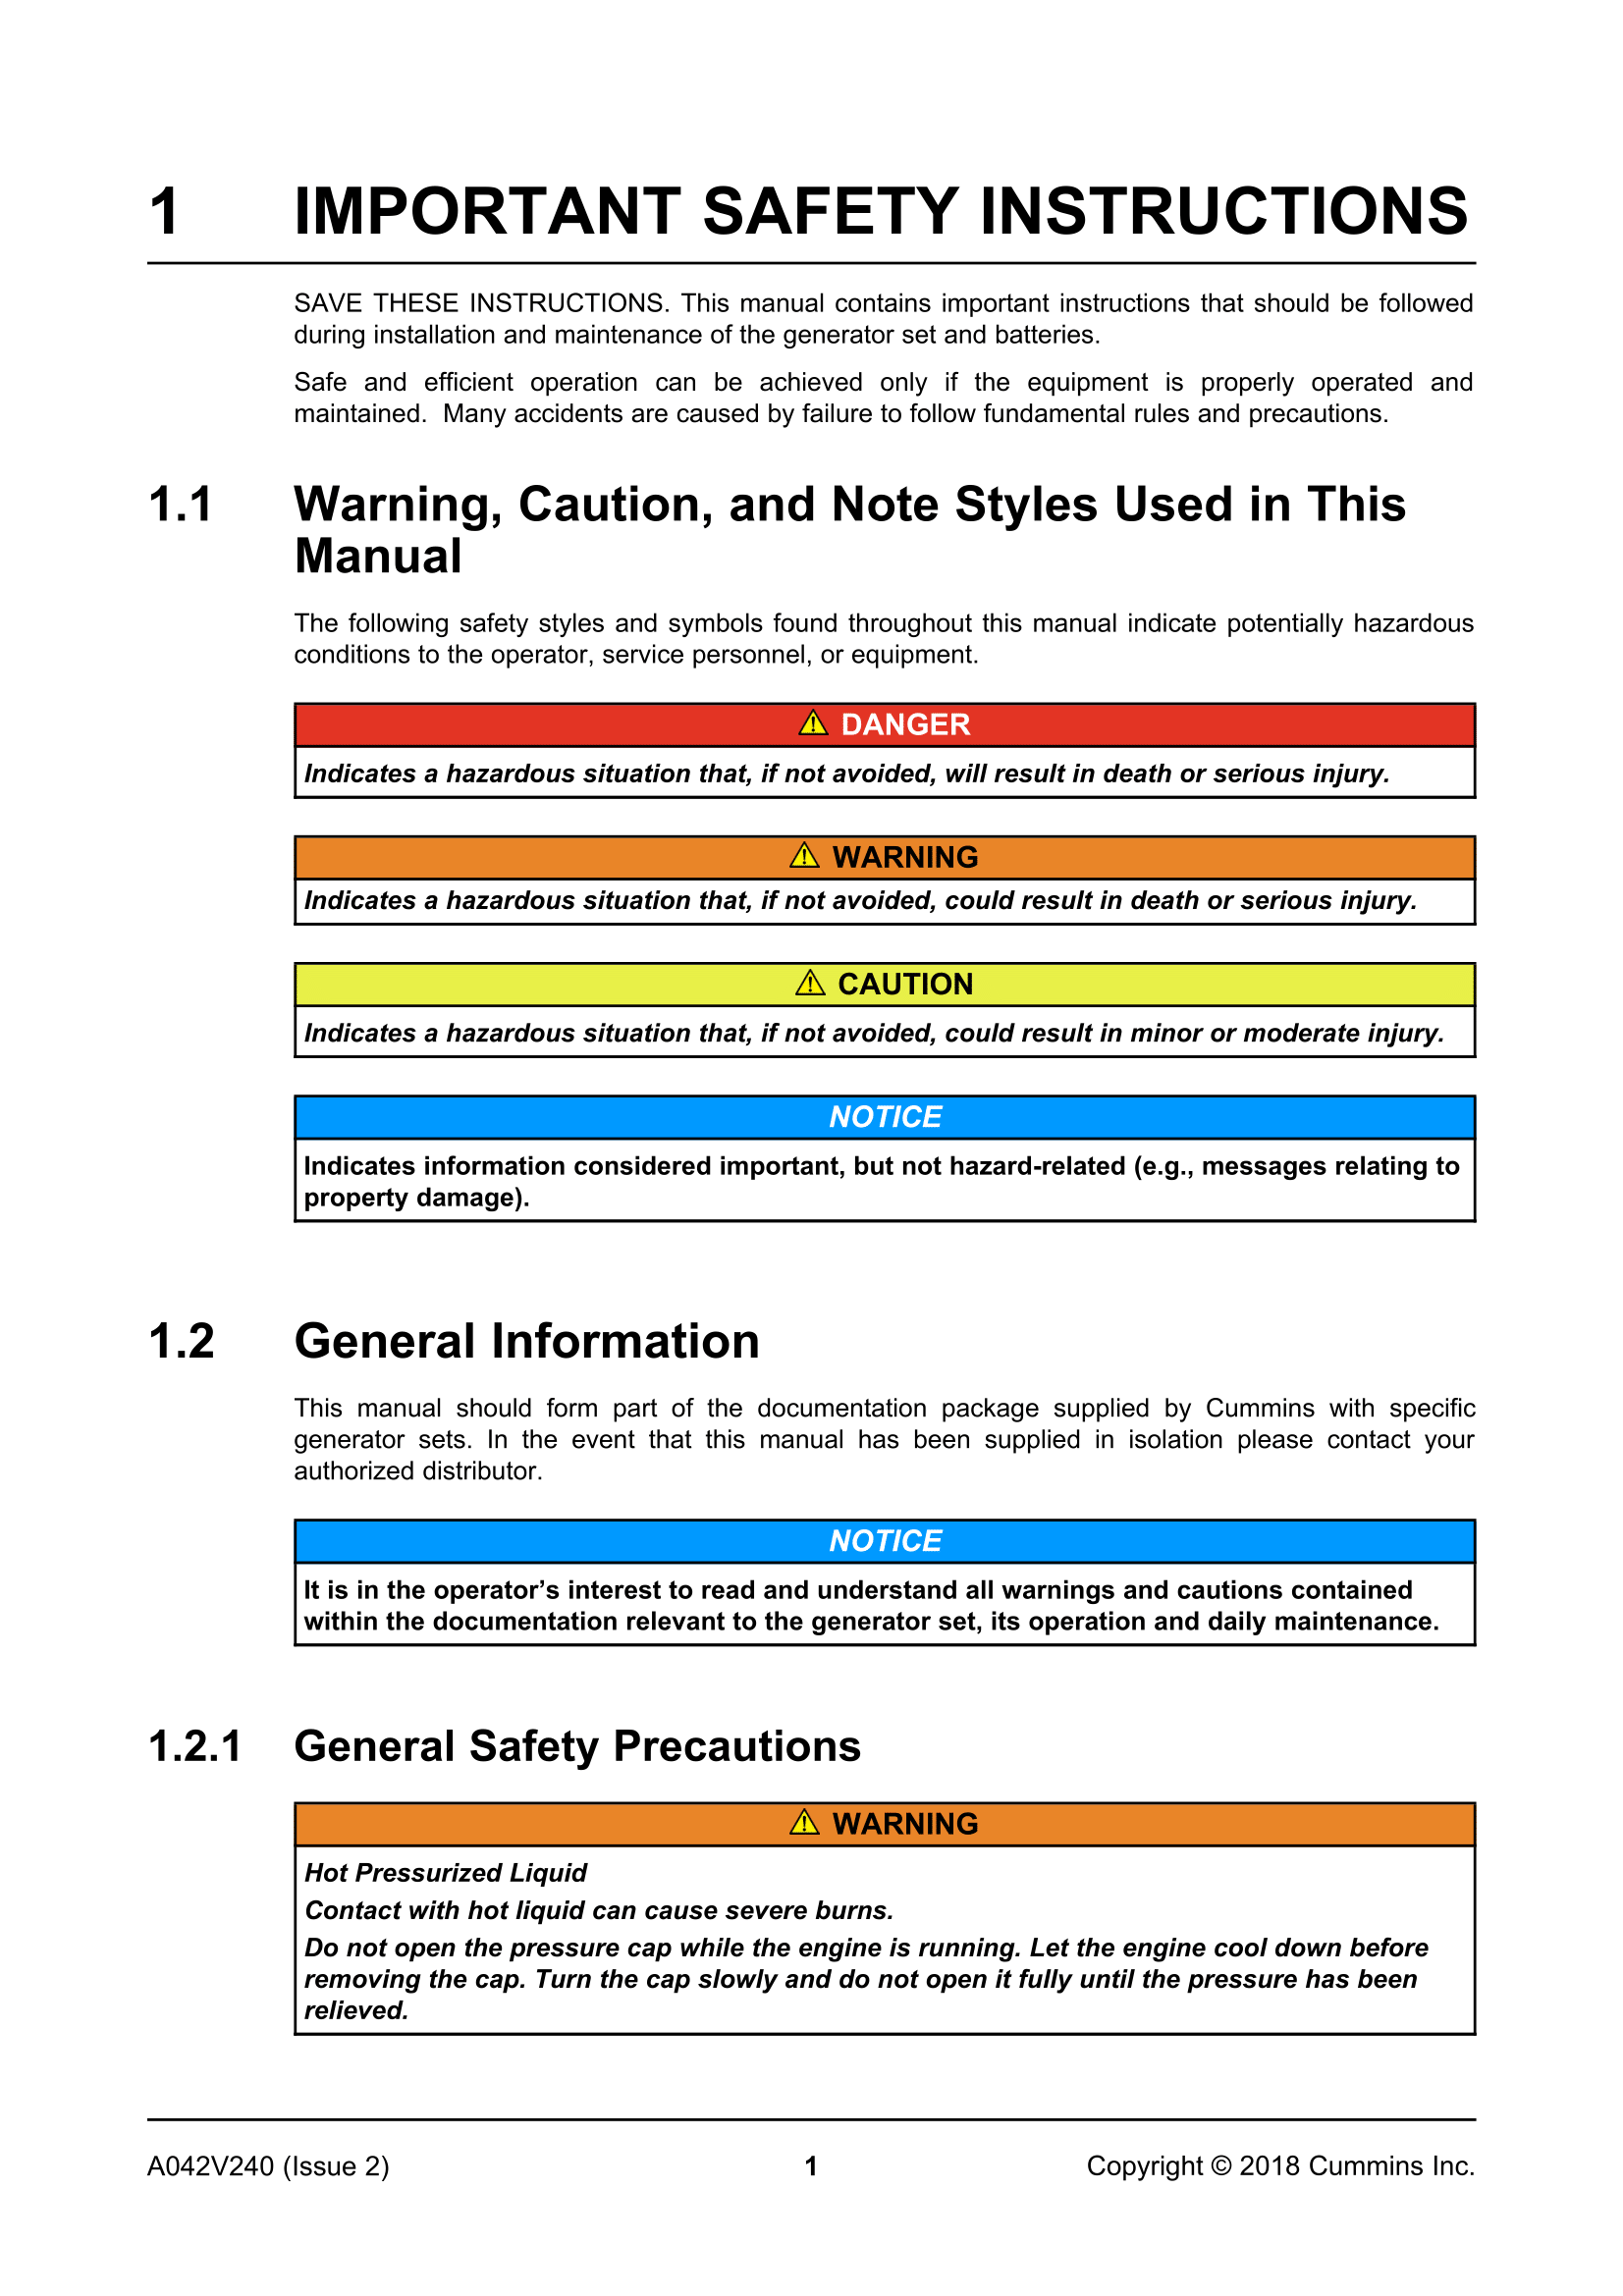 1 IMPORTANT SAFETY INSTRUCTIONS
SAVE THESE INSTRUCTIONS. This manual contains important instructions that should be followed
during installation and maintenance of the generator set and batteries.
Safe and efficient operation can be achieved only if the equipment is properly operated and
maintained. Many accidents are caused by failure to follow fundamental rules and precautions.
1.1 Warning, Caution, and Note Styles Used in This
Manual
The following safety styles and symbols found throughout this manual indicate potentially hazardous
conditions to the operator, service personnel, or equipment.
DANGER
Indicates a hazardous situation that, if not avoided, will result in death or serious injury.
WARNING
Indicates a hazardous situation that, if not avoided, could result in death or serious injury.
CAUTION
Indicates a hazardous situation that, if not avoided, could result in minor or moderate injury.
NOTICE
Indicates information considered important, but not hazard-related (e.g., messages relating to
property damage).
1.2 General Information
This manual should form part of the documentation package supplied by Cummins with specific
generator sets. In the event that this manual has been supplied in isolation please contact your
authorized distributor.
NOTICE
It is in the operator’s interest to read and understand all warnings and cautions contained
within the documentation relevant to the generator set, its operation and daily maintenance.
1.2.1 General Safety Precautions
WARNING
Hot Pressurized Liquid
Contact with hot liquid can cause severe burns.
Do not open the pressure cap while the engine is running. Let the engine cool down before
removing the cap. Turn the cap slowly and do not open it fully until the pressure has been
relieved.
A042V240 (Issue 2) 1 Copyright © 2018 Cummins Inc.